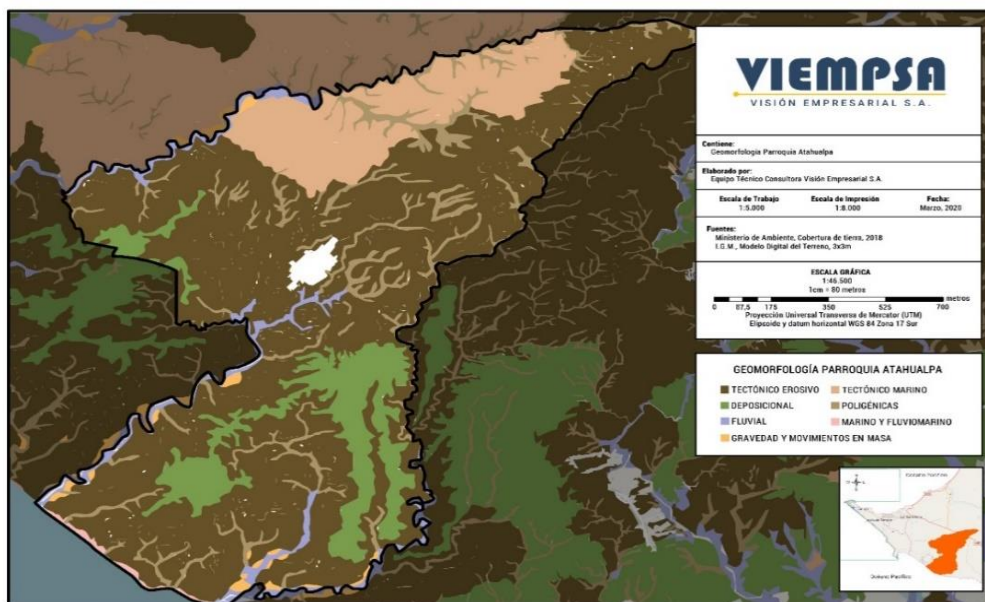 VIEMPSA
VISIÓN EMPRESARIAL S.A.
Contiene:
Geomorfología Parroquia Atahualpa
Elaborado por:
Equipo Técnico Consultora Visión Empresarial S.A.
Escala de Trabajo Escala de Impresión Fecha:
1:5.000 1:8.000 Marzo, 2020
Fuentes:
Ministerio de Ambiente, Cobertura de tierra, 2018
I.G.M., Modelo Digital del Terreno, 3x3m
ESCALA GRÁFICA
1:46.500
1cm = 80 metros
metros
0 87,5 175 350 525 700
Proyección Universal Transversa de Mercator (UTM)
Elipsoide y datum horizontal WGS 84 Zona 17 Sur
GEOMORFOLOGÍA PARROQUIA ATAHUALPA
TECTÓNICO EROSIVO TECTÓNICO MARINO
DEPOSICIONAL POLIGÉNICAS
FLUVIAL MARINO Y FLUVIOMARINO
GRAVEDAD Y MOVIMIENTOS EN MASA
Océano Pacífico